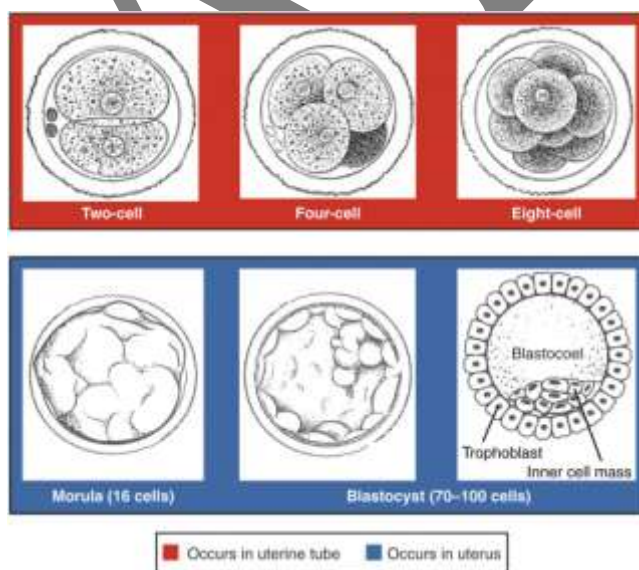 Two-cell
Four-cell
Eight-cell
Blastocoel
Trophoblast
Inner cell mass
Morula (16 cells)
Blastocyst (70–100 cells)
Occurs in uterine tube
Occurs in uterus